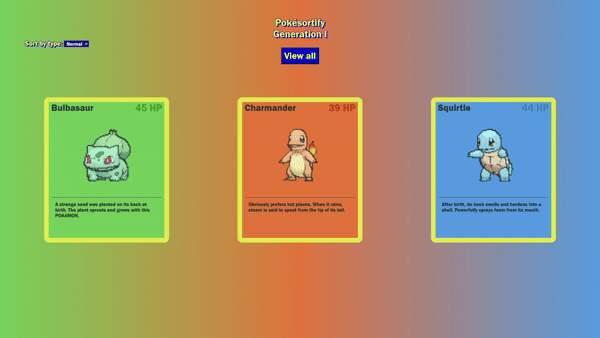 Pokésortify
Generation I
Sort by Type: Normal
View all
Bulbasaur 45 HP
A strange seed was planted on its back at
birth. The plant sprouts and grows with this
POKéMON.
Charmander 39 HP
Obviously prefers hot places. When it rains,
steam is said to spout from the tip of its tail.
Squirtle 44 HP
After birth, its back swells and hardens into a
shell. Powerfully sprays foam from its mouth.